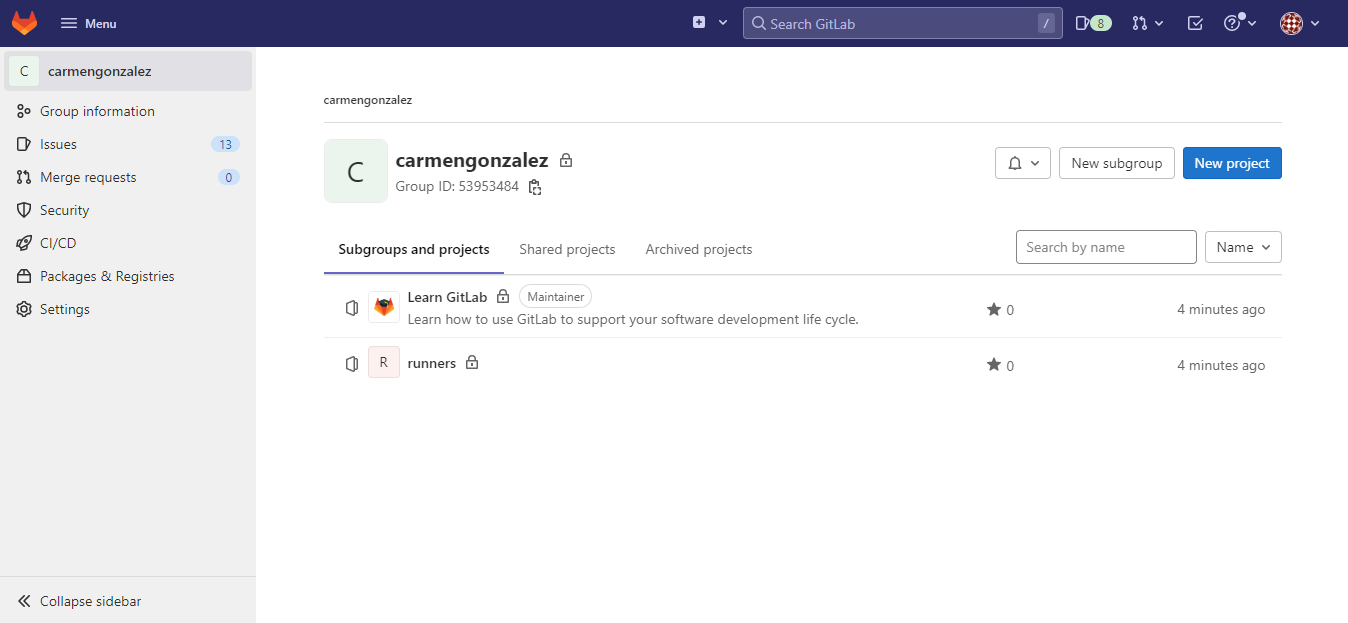 Menu
Search GitLab
/
8
C
carmengonzalez
Group information
Issues
13
Merge requests
0
Security
CI/CD
Packages & Registries
Settings
Collapse sidebar
carmengonzalez
C
carmengonzalez
Group ID: 53953484
New subgroup
New project
Subgroups and projects
Shared projects
Archived projects
Search by name
Name
Learn GitLab
Maintainer
Learn how to use GitLab to support your software development life cycle.
0
4 minutes ago
R
runners
0
4 minutes ago